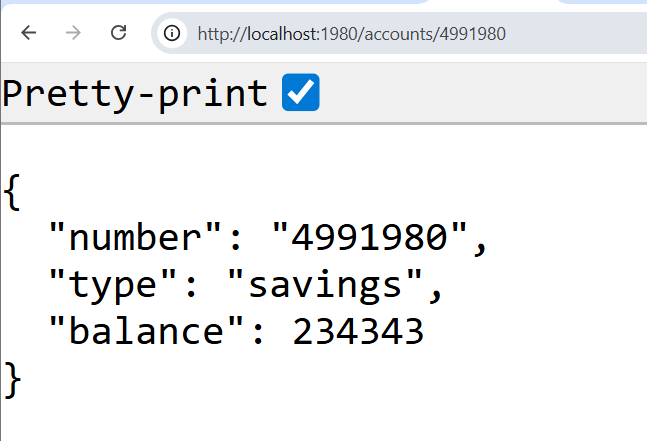 http://localhost:1980/accounts/4991980
Pretty-print
{
  "number": "4991980",
  "type": "savings",
  "balance": 234343
}